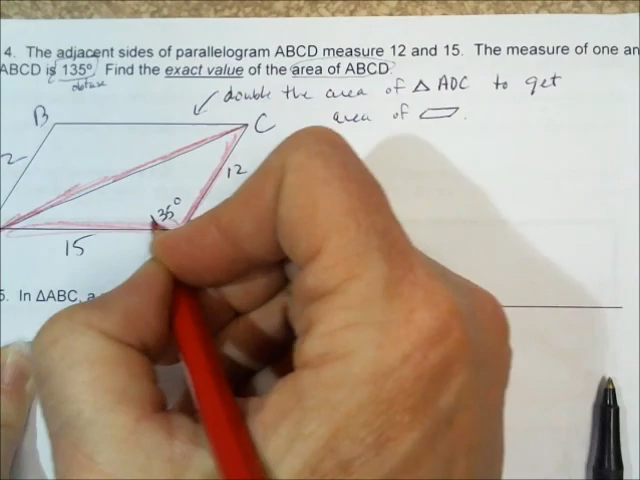 4. The adjacent sides of parallelogram ABCD measure 12 and 15. The measure of one an
ABCD is 135º. Find the exact value of the area of ABCD.
obtuse
double the area of △ ADC to get
area of ▱.
B
C
2
12
135°
15
5. In ΔABC, a